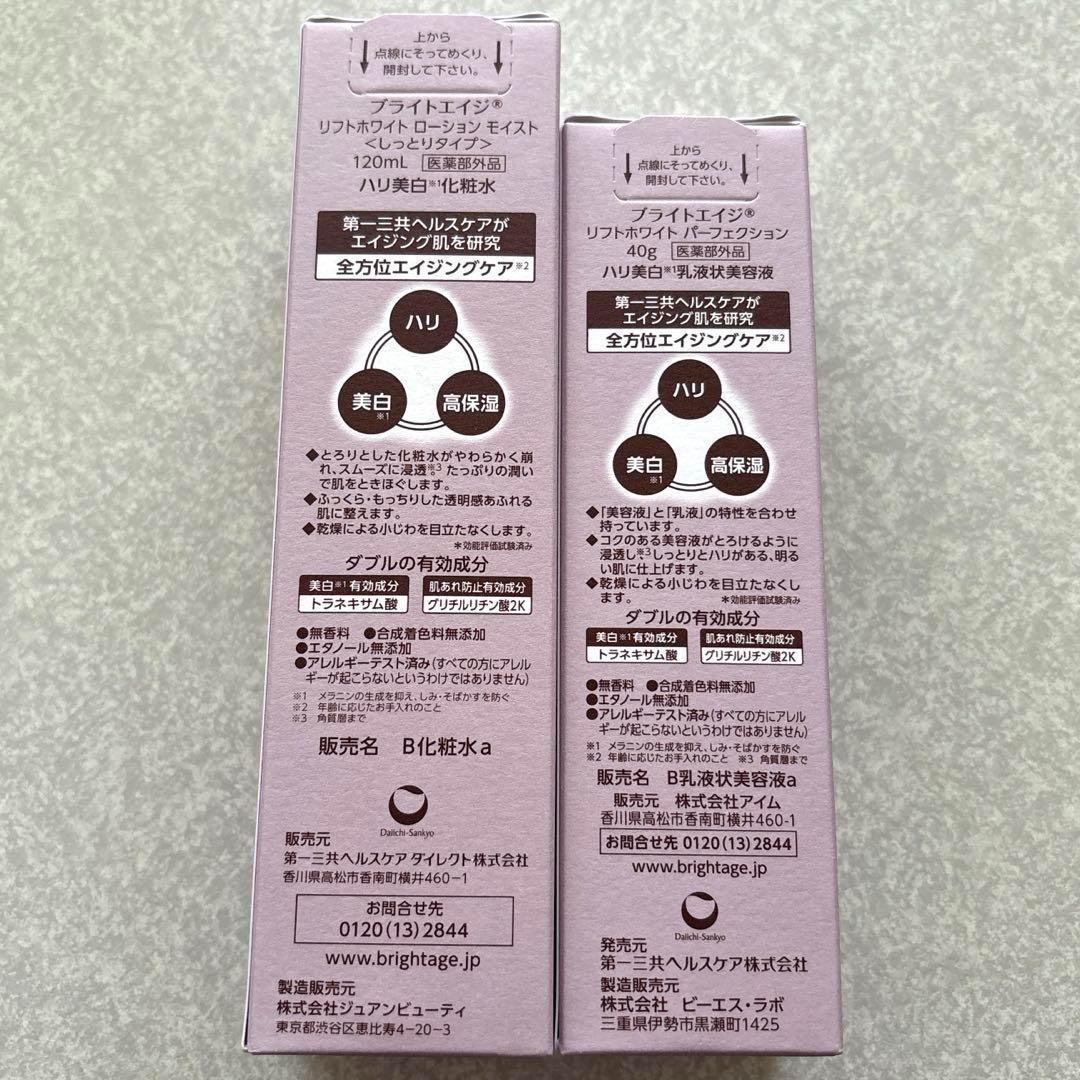 上から
点線にそってめくり、
開封して下さい。
ブライトエイジ®
リフトホワイト ローション モイスト
<しっとりタイプ>
120mL 医薬部外品
ハリ美白※1化粧水
第一三共ヘルスケアが
エイジング肌を研究
全方位エイジングケア※2
ハリ
美白
※1
高保湿
◆とろりとした化粧水がやわらかく崩
れ、スムーズに浸透※3。たっぷりの潤い
で肌をときほぐします。
◆ふっくら・もっちりした透明感あふれる
肌に整えます。
◆乾燥による小じわを目立たなくします。
*効能評価試験済み
ダブルの有効成分
美白※1有効成分
トラネキサム酸
肌あれ防止有効成分
グリチルリチン酸2K
●無香料 ●合成着色料無添加
●エタノール無添加
●アレルギーテスト済み(すべての方にアレル
ギーが起こらないというわけではありません)
※1 メラニンの生成を抑え、しみ・そばかすを防ぐ
※2 年齢に応じたお手入れのこと
※3 角質層まで
販売名 B化粧水a
Daiichi-Sankyo
販売元
第一三共ヘルスケア ダイレクト株式会社
香川県高松市香南町横井460-1
お問合せ先
0120(13)2844
www.brightage.jp
製造販売元
株式会社ジュアンビューティ
東京都渋谷区恵比寿4-20-3
上から
点線にそってめくり、
開封して下さい。
ブライトエイジ®
リフトホワイト パーフェクション
40g 医薬部外品
ハリ美白※1乳液状美容液
第一三共ヘルスケアが
エイジング肌を研究
全方位エイジングケア※2
ハリ
美白
※1
高保湿
◆「美容液」と「乳液」の特性を合わせ
持っています。
◆コクのある美容液がとろけるように
浸透し※3、しっとりとハリがある、明る
い肌に仕上げます。
◆乾燥による小じわを目立たなくし
ます。 *効能評価試験済み
ダブルの有効成分
美白※1有効成分
トラネキサム酸
肌あれ防止有効成分
グリチルリチン酸2K
●無香料 ●合成着色料無添加
●エタノール無添加
●アレルギーテスト済み(すべての方にアレル
ギーが起こらないというわけではありません)
※1 メラニンの生成を抑え、しみ・そばかすを防ぐ
※2 年齢に応じたお手入れのこと ※3 角質層まで
販売名 B乳液状美容液a
販売元 株式会社アイム
香川県高松市香南町横井460-1
お問合せ先 0120(13)2844
www.brightage.jp
Daiichi-Sankyo
発売元
第一三共ヘルスケア株式会社
製造販売元
株式会社 ビーエス・ラボ
三重県伊勢市黒瀬町1425